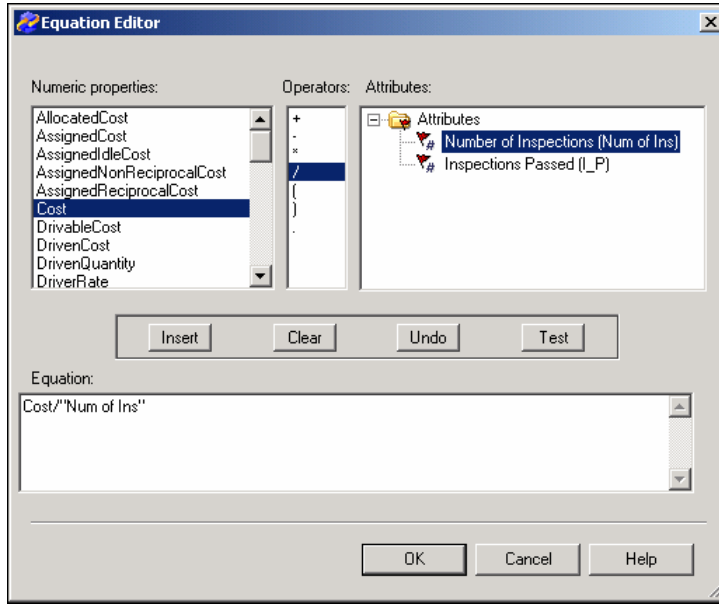 Equation Editor
Numeric properties:
Operators:
Attributes:
AllocatedCost
AssignedCost
AssignedIdleCost
AssignedNonReciprocalCost
AssignedReciprocalCost
Cost
DrivableCost
DrivenCost
DrivenQuantity
DriverRate
+
-
*
/
(
)
.
Attributes
Number of Inspections (Num of Ins)
Inspections Passed (I_P)
Insert
Clear
Undo
Test
Equation:
Cost/"Num of Ins"
OK
Cancel
Help